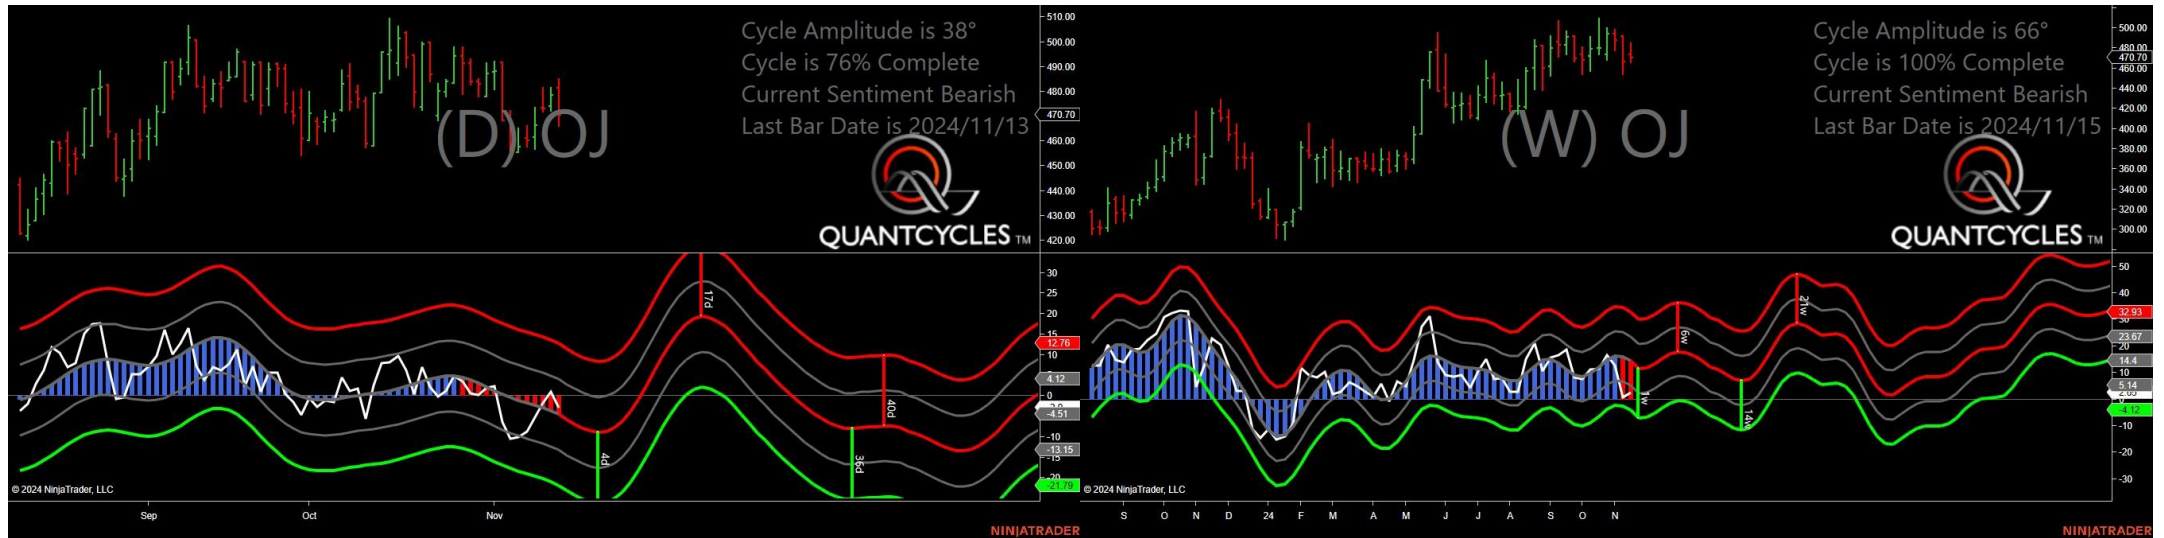 Cycle Amplitude is 38°
Cycle is 76% Complete
Current Sentiment Bearish
Last Bar Date is 2024/11/13
(D) OJ
QUANTCYCLES TM
510.00
500.00
490.00
480.00
470.70
460.00
450.00
440.00
430.00
420.00
30
25
20
15
12.76
10
4.12
0
-4.51
-10
-13.15
-15
-21.79
17d
4d
36d
40d
© 2024 NinjaTrader, LLC
Sep Oct Nov
NINJATRADER
Cycle Amplitude is 66°
Cycle is 100% Complete
Current Sentiment Bearish
Last Bar Date is 2024/11/15
(W) OJ
QUANTCYCLES TM
500.00
480.00
470.70
460.00
440.00
420.00
400.00
380.00
360.00
340.00
320.00
300.00
50
40
32.93
30
23.67
20
14.4
10
5.14
2.65
-4.12
-10
-20
-30
1w
6w
14w
21w
© 2024 NinjaTrader, LLC
S O N D 24 F M A M J J A S O N
NINJATRADER